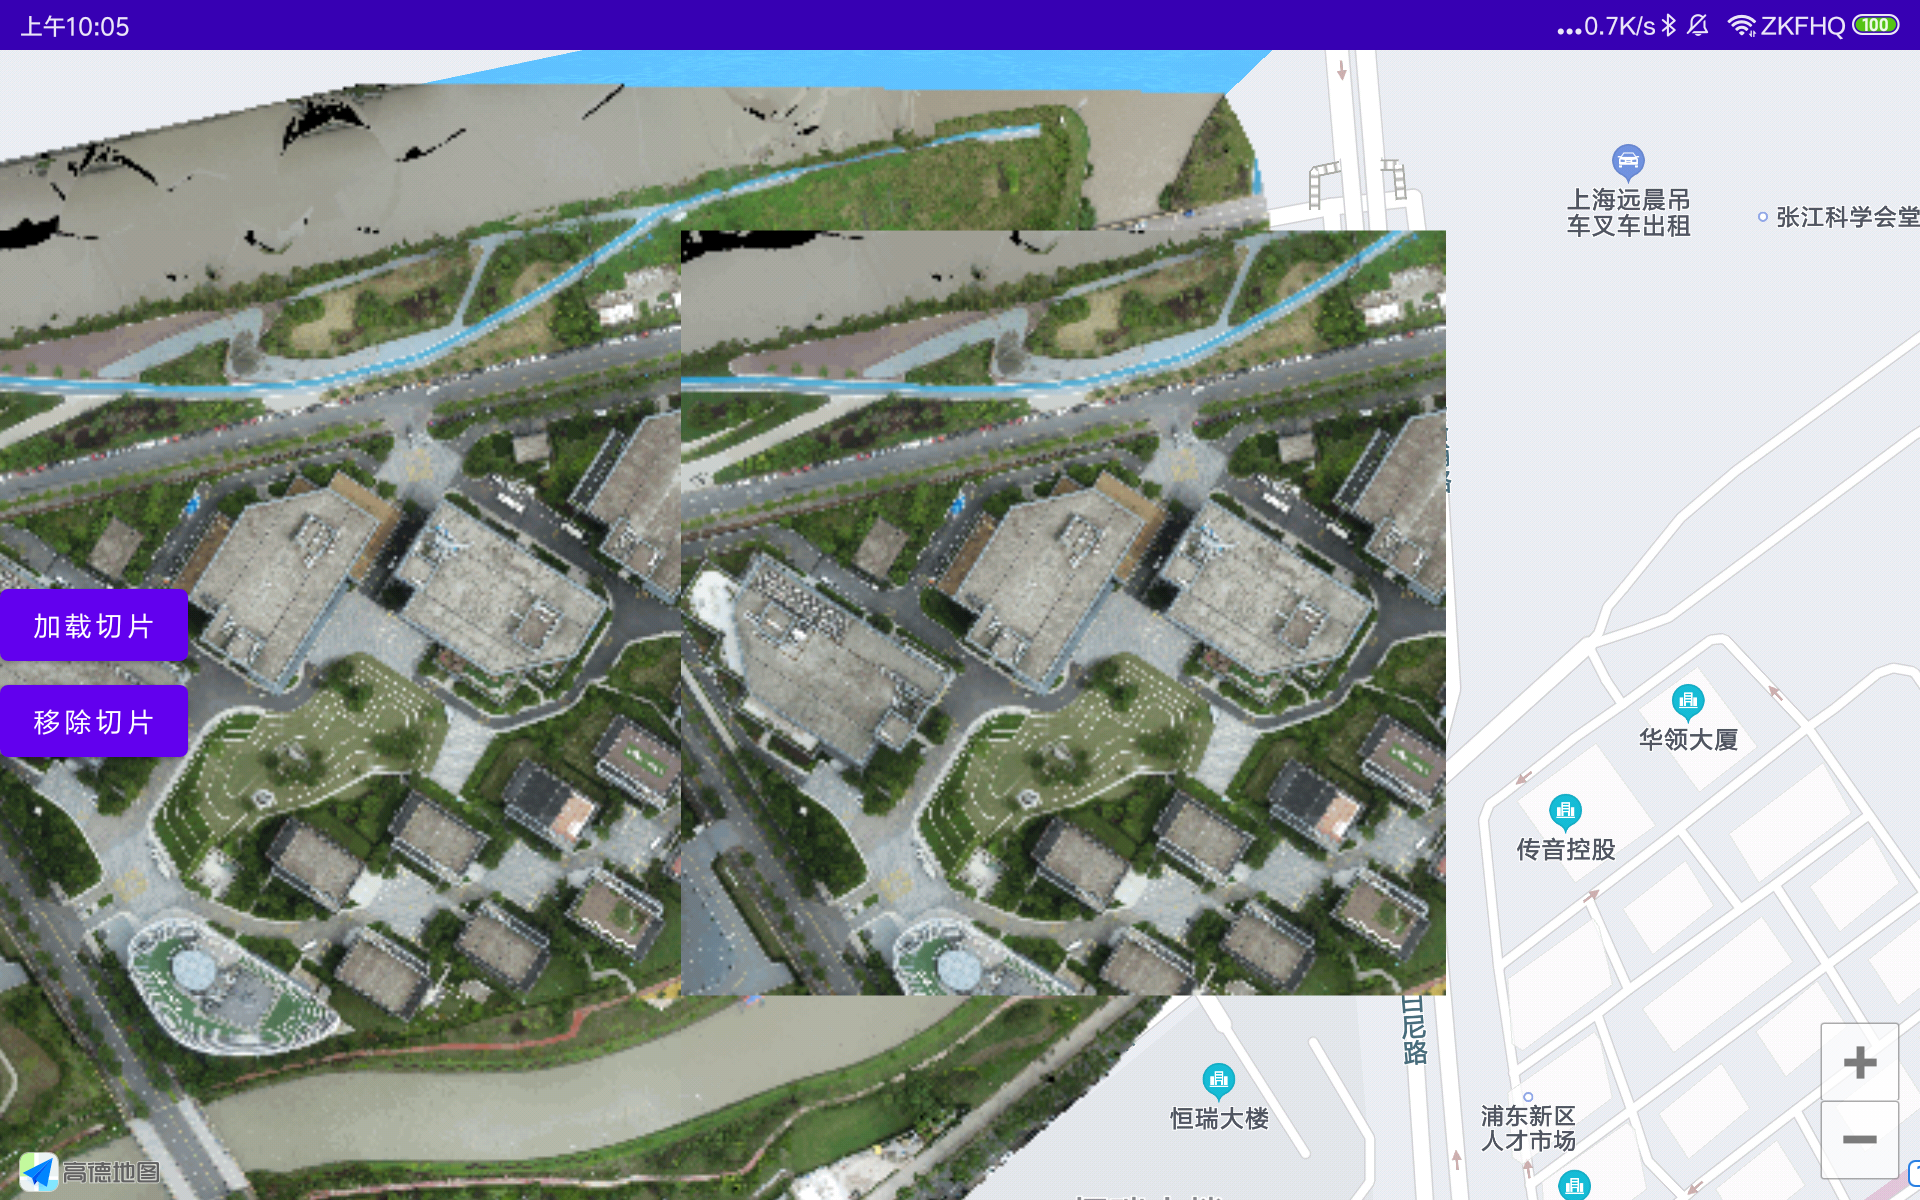 上午10:05
...0.7K/s
ZKFHQ
100
上海远晨吊
车叉车出租
张江科学会堂
加载切片
移除切片
华领大厦
传音控股
日尼路
恒瑞大楼
浦东新区
人才市场
高德地图